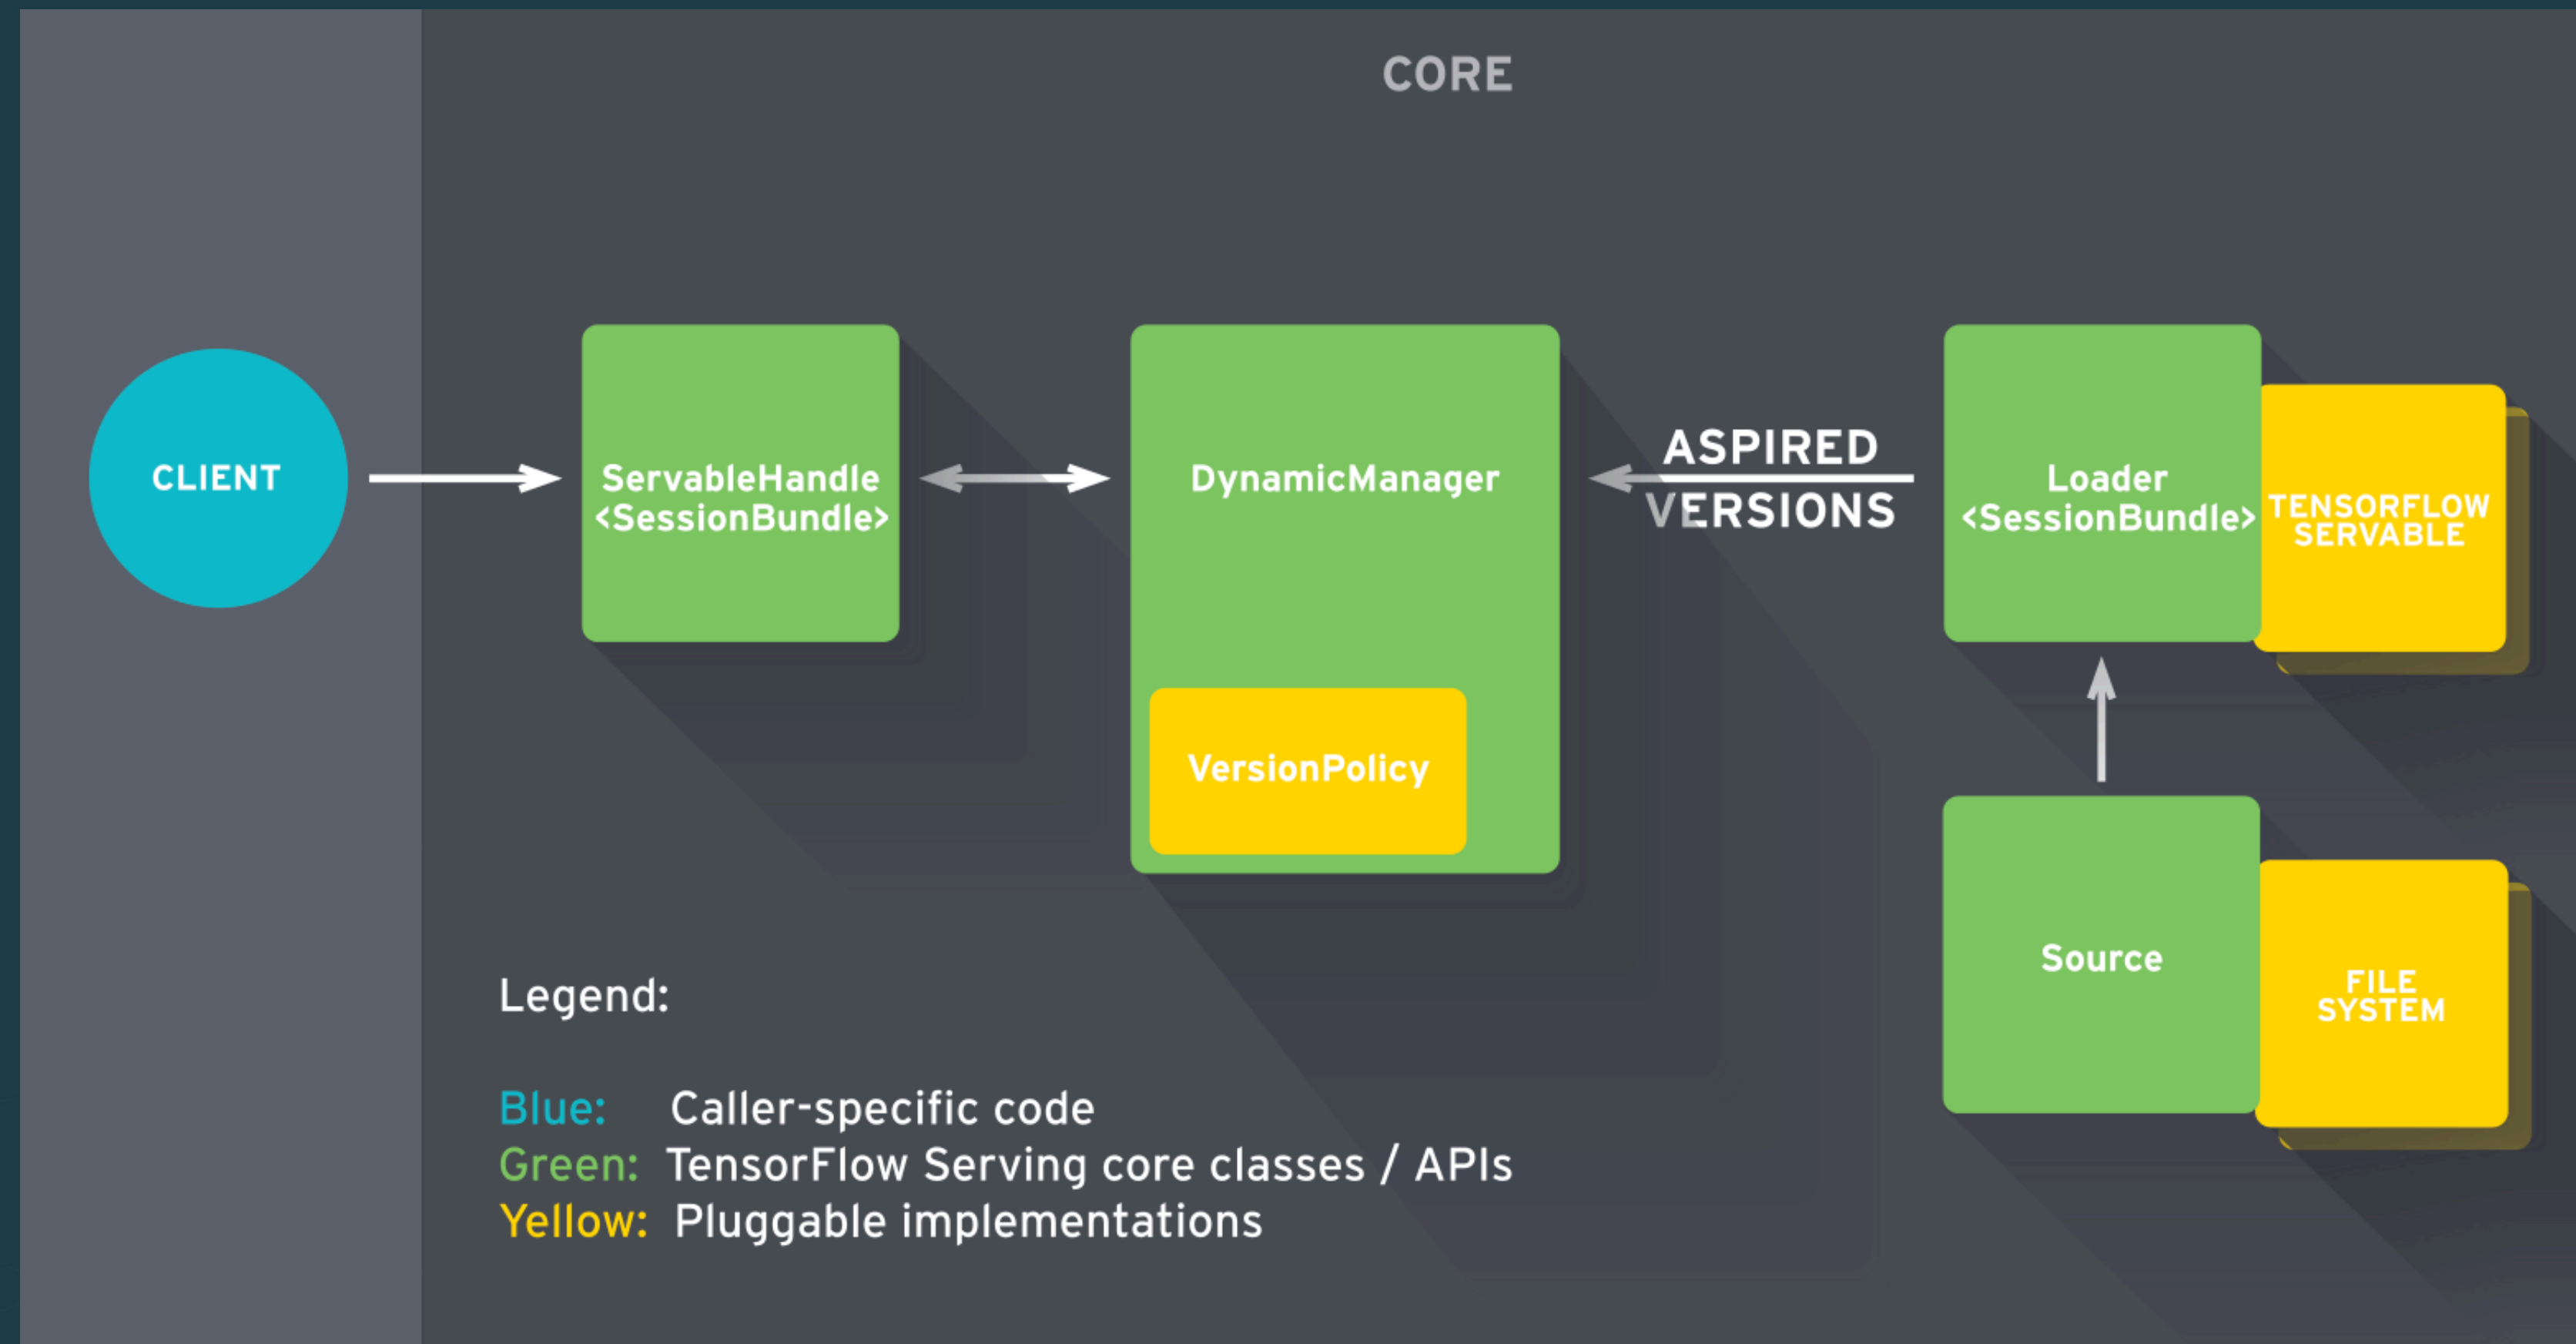 CORE
CLIENT
ServableHandle
<SessionBundle>
DynamicManager
VersionPolicy
ASPIRED
VERSIONS
Loader
<SessionBundle>
TENSORFLOW
SERVABLE
Source
FILE
SYSTEM
Legend:
Blue: Caller-specific code
Green: TensorFlow Serving core classes / APIs
Yellow: Pluggable implementations